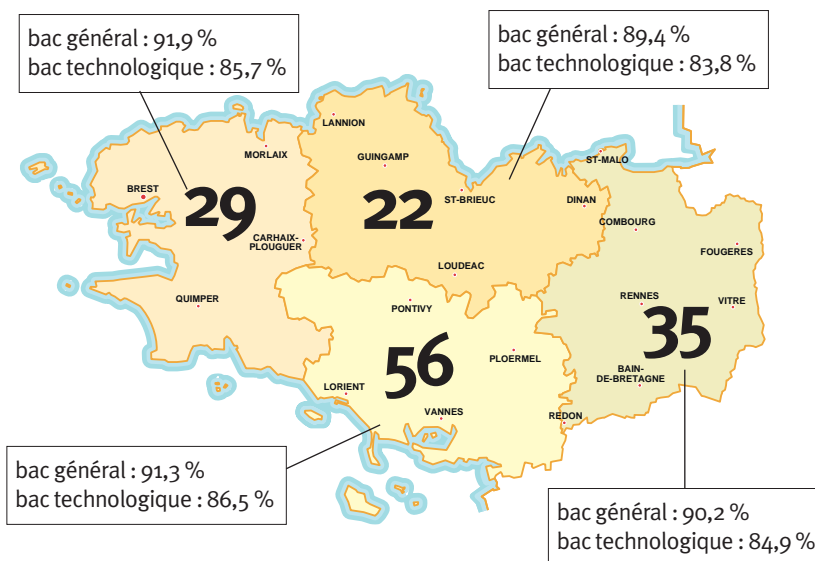 bac général : 91,9 %
bac technologique : 85,7 %
bac général : 89,4 %
bac technologique : 83,8 %
LANNION
MORLAIX
GUINGAMP
ST-MALO
BREST
29
22
ST-BRIEUC
DINAN
COMBOURG
CARHAIX-
PLOUGUER
FOUGERES
LOUDEAC
QUIMPER
PONTIVY
RENNES
VITRE
35
56
PLOERMEL
BAIN-
DE-BRETAGNE
LORIENT
VANNES
REDON
bac général : 91,3 %
bac technologique : 86,5 %
bac général : 90,2 %
bac technologique : 84,9 %